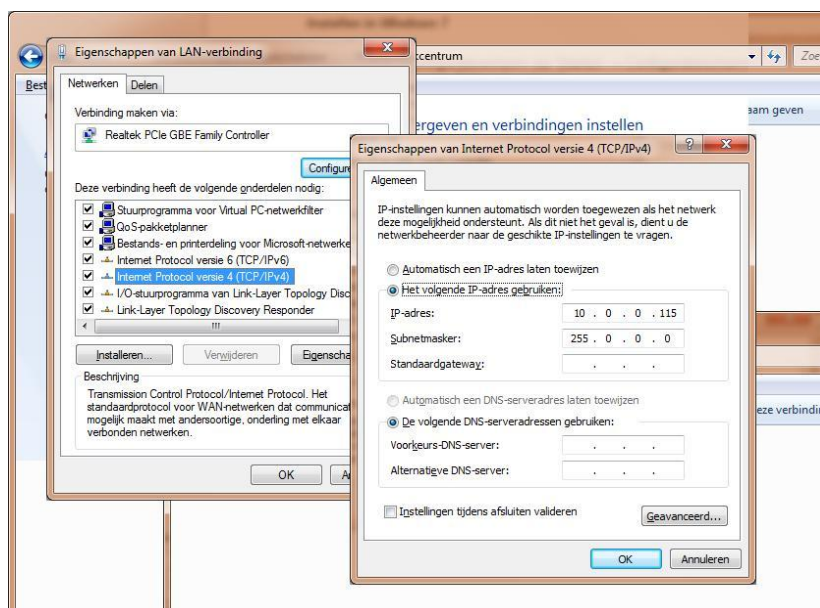 Instellen in Windows 7
Eigenschappen van LAN-verbinding
ccentrum
Zoe
Best
Netwerken
Delen
Verbinding maken via:
Realtek PCIe GBE Family Controller
Configure
Deze verbinding heeft de volgende onderdelen nodig:
Stuurprogramma voor Virtual PC-netwerkfilter
QoS-pakketplanner
Bestands- en printerdeling voor Microsoft-netwerke
Internet Protocol versie 6 (TCP/IPv6)
Internet Protocol versie 4 (TCP/IPv4)
I/O-stuurprogramma van Link-Layer Topology Disc
Link-Layer Topology Discovery Responder
Installeren...
Verwijderen
Eigenscha
Beschrijving
Transmission Control Protocol/Internet Protocol. Het
standaardprotocol voor WAN-netwerken dat communicat
mogelijk maakt met andersoortige, onderling met elkaar
verbonden netwerken.
OK
A
ergeven en verbindingen instellen
aam geven
Eigenschappen van Internet Protocol versie 4 (TCP/IPv4)
Algemeen
IP-instellingen kunnen automatisch worden toegewezen als het netwerk
deze mogelijkheid ondersteunt. Als dit niet het geval is, dient u de
netwerkbeheerder naar de geschikte IP-instellingen te vragen.
Automatisch een IP-adres laten toewijzen
Het volgende IP-adres gebruiken:
IP-adres: 10 . 0 . 0 . 115
Subnetmasker: 255 . 0 . 0 . 0
Standaardgateway: . . .
Automatisch een DNS-serveradres laten toewijzen
De volgende DNS-serveradressen gebruiken:
Voorkeurs-DNS-server: . . .
Alternatieve DNS-server: . . .
Instellingen tijdens afsluiten valideren
Geavanceerd...
OK
Annuleren
eze verbindin